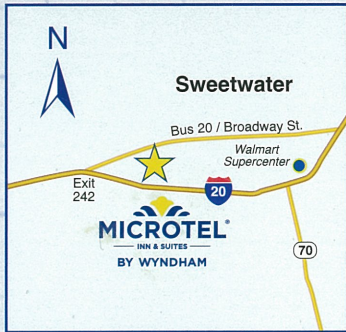 N
Sweetwater
Bus 20 / Broadway St.
Walmart
Supercenter
Exit
242
20
MICROTEL®
INN & SUITES
BY WYNDHAM
70